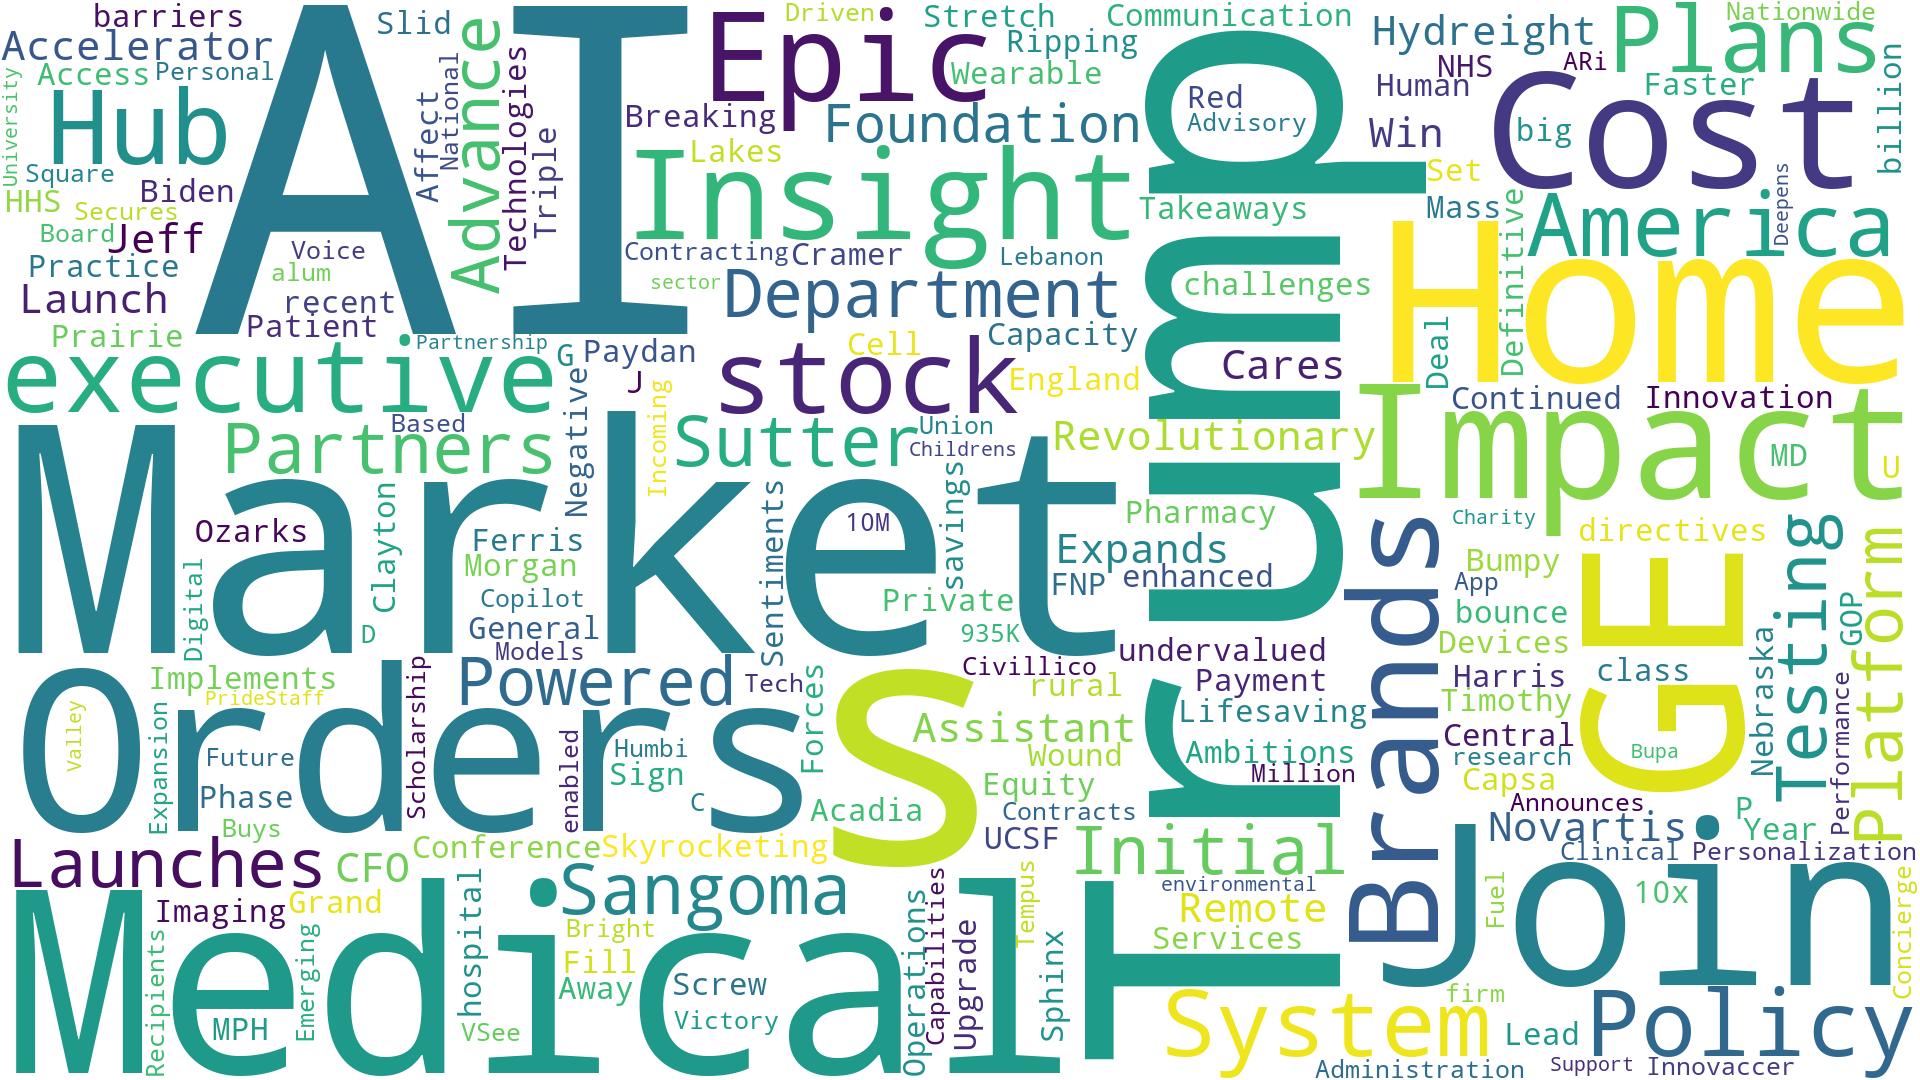 barriers
Slid
Epic
Driven
Stretch
Communication
Hydreight
Plans
Nationwide
Accelerator
Ripping
NHS
ARi
Access
Personal
National
Technologies
Advance
AI
Wearable
Human
Faster
billion
University
Hub
Affect
Triple
Breaking
Foundation
Red
Advisory
Win
big
Cost
Square
Lakes
Insight
Set
HHS
Biden
Secures
Takeaways
Mass
Definitive
America
Deepens
Board
Jeff
Voice
Contracting
Cramer
Lebanon
Practice
alum
sector
Department
challenges
Home
Launch
recent
Patient
Prairie
Partnership
G
Paydan
Cell
Capacity
Cares
Deal
executive
J
stock
England
Continued
Innovation
Based
Negative
Incoming
Union
Childrens
Trump
Partners
Sutter
Revolutionary
Impact
MD
U
Market
Ozarks
Clayton
Digital
D
Ferris
Morgan
Copilot
General
Models
Sentiments
10M
savings
Pharmacy
Expands
FNP
enhanced
Private
935K
Charity
directives
Bumpy
App
bounce
Devices
Brands
GE
Testing
GOP
Platform
Implements
PrideStaff
Scholarship
Powered
Tech
Forces
Civillico
undervalued
rural
Payment
Harris
class
Nebraska
Timothy
Orders
Valley
Expansion
Future
Phase
enabled
Humbi
Sign
C
S
Assistant
Wound
Equity
Lifesaving
Ambitions
Million
Central
research
Capsa
Bupa
Performance
Buys
Acadia
Contracts
Announces
P
Year
Launches
CFO
Conference
Skyrocketing
UCSF
Initial
Novartis
Clinical
Personalization
Imaging
Grand
hospital
Sangoma
Tempus
environmental
Remote
Join
Fuel
10x
Concierge
Recipients
Emerging
Bright
Fill
Away
Operations
Capabilities
Upgrade
Sphinx
Services
Medical
MPH
VSee
Screw
Victory
System
firm
Lead
Policy
Administration
Support
Innovaccer